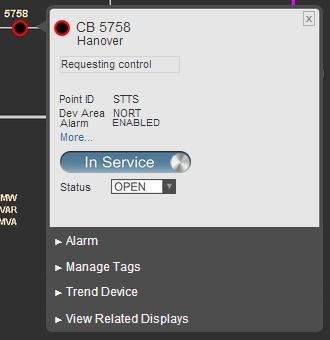 5758
x
CB 5758
Hanover
Requesting control
Point ID STTS
Dev Area NORT
Alarm ENABLED
More...
In Service
Status OPEN
MW
VAR
MVA
Alarm
Manage Tags
Trend Device
View Related Displays